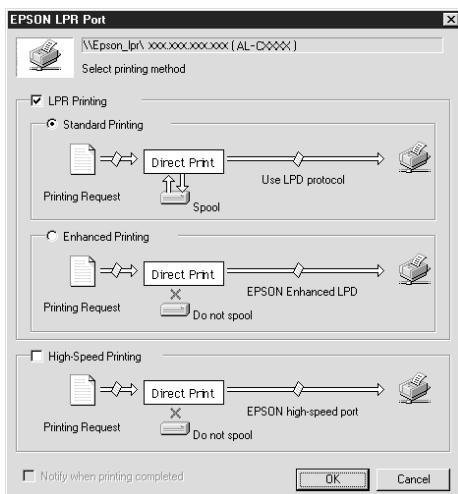 EPSON LPR Port
\\Epson_lpr\ xxx.xxx.xxx.xxx ( AL-CXXXX )
Select printing method
LPR Printing
Standard Printing
Direct Print
Use LPD protocol
Printing Request
Spool
Enhanced Printing
Direct Print
EPSON Enhanced LPD
Printing Request
Do not spool
High-Speed Printing
Direct Print
EPSON high-speed port
Printing Request
Do not spool
Notify when printing completed
OK
Cancel